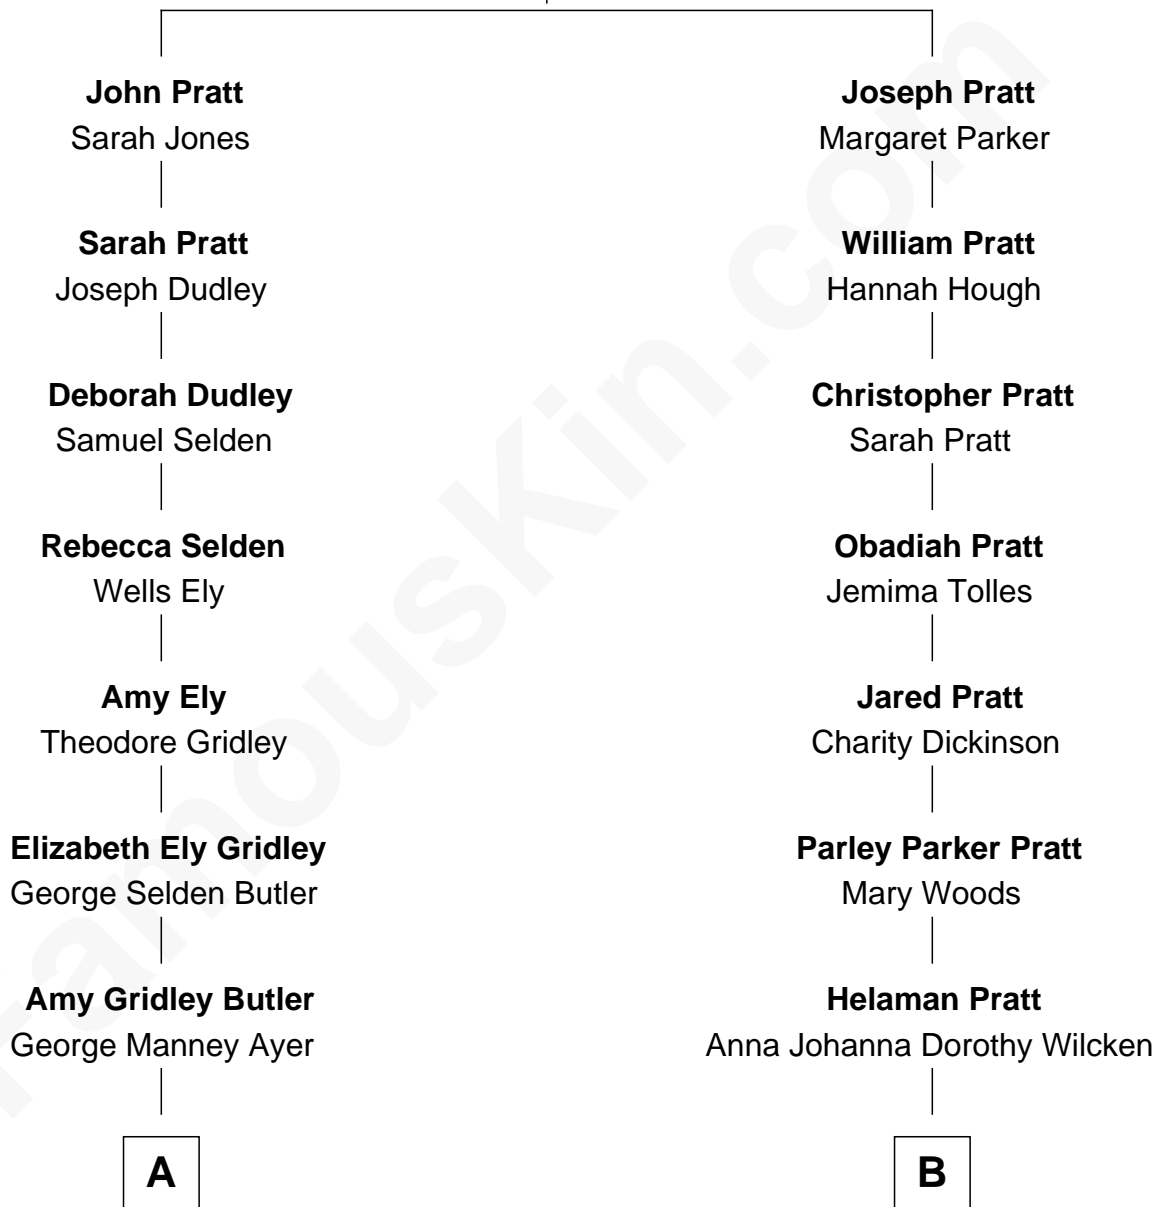 John Pratt
Sarah Jones
Sarah Pratt
Joseph Dudley
Deborah Dudley
Samuel Selden
Rebecca Selden
Wells Ely
Amy Ely
Theodore Gridley
Elizabeth Ely Gridley
George Selden Butler
Amy Gridley Butler
George Manney Ayer
A
Joseph Pratt
Margaret Parker
William Pratt
Hannah Hough
Christopher Pratt
Sarah Pratt
Obadiah Pratt
Jemima Tolles
Jared Pratt
Charity Dickinson
Parley Parker Pratt
Mary Woods
Helaman Pratt
Anna Johanna Dorothy Wilcken
B
FamousKin.com